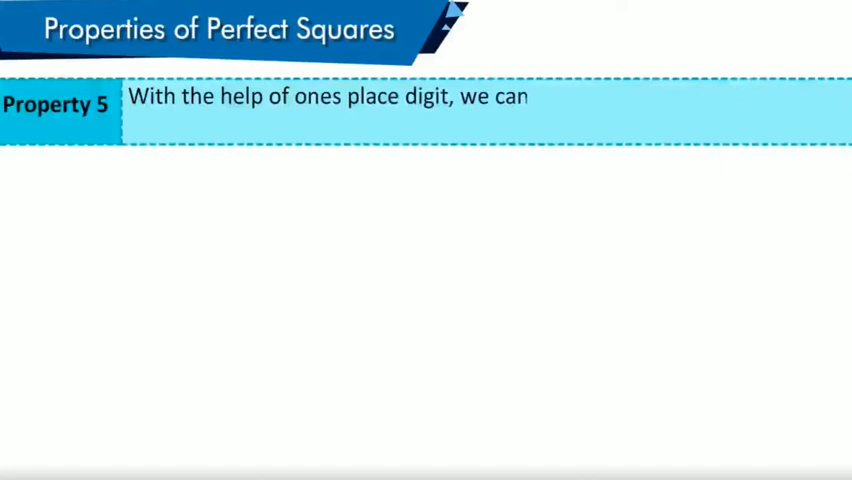 Properties of Perfect Squares
Property 5
With the help of ones place digit, we can